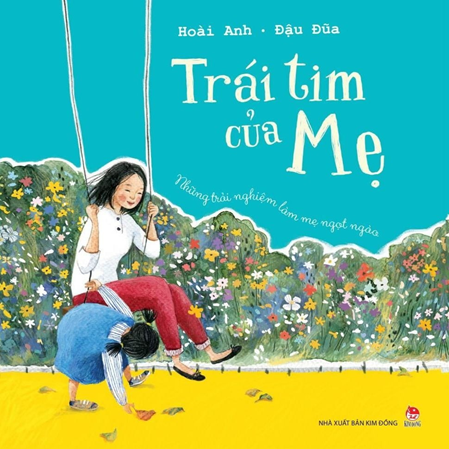 Hoài Anh · Đậu Đũa
Trái tim
của Mẹ
Những trải nghiệm làm mẹ ngọt ngào
NHÀ XUẤT BẢN KIM ĐỒNG